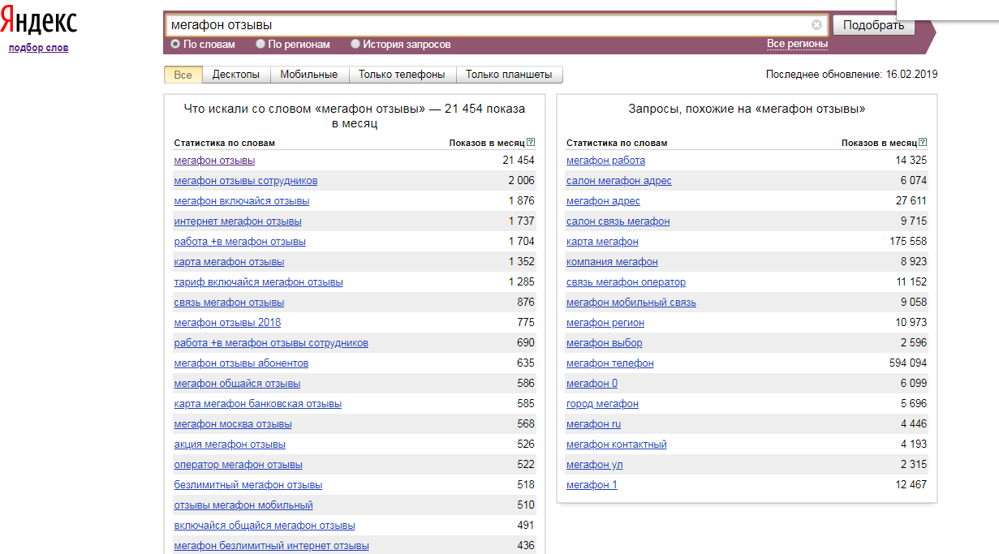 Яндекс
подбор слов
мегафон отзывы
Подобрать
По словам По регионам История запросов
Все регионы
Все Десктопы Мобильные Только телефоны Только планшеты
Последнее обновление: 16.02.2019
Что искали со словом «мегафон отзывы» — 21 454 показа
в месяц
Статистика по словам Показов в месяц ?
мегафон отзывы 21 454
мегафон отзывы сотрудников 2 006
мегафон включайся отзывы 1 876
интернет мегафон отзывы 1 737
работа +в мегафон отзывы 1 704
карта мегафон отзывы 1 352
тариф включайся мегафон отзывы 1 285
связь мегафон отзывы 876
мегафон отзывы 2018 775
работа +в мегафон отзывы сотрудников 690
мегафон отзывы абонентов 635
мегафон общайся отзывы 586
карта мегафон банковская отзывы 585
мегафон москва отзывы 568
акция мегафон отзывы 526
оператор мегафон отзывы 522
безлимитный мегафон отзывы 518
отзывы мегафон мобильный 510
включайся общайся мегафон отзывы 491
мегафон безлимитный интернет отзывы 436
Запросы, похожие на «мегафон отзывы»
Статистика по словам Показов в месяц ?
мегафон работа 14 325
салон мегафон адрес 6 074
мегафон адрес 27 611
салон связь мегафон 9 715
карта мегафон 175 558
компания мегафон 8 923
связь мегафон оператор 11 152
мегафон мобильный связь 9 058
мегафон регион 10 973
мегафон выбор 2 596
мегафон телефон 594 094
мегафон 0 6 099
город мегафон 5 696
мегафон ru 4 446
мегафон контактный 4 193
мегафон ул 2 315
мегафон 1 12 467